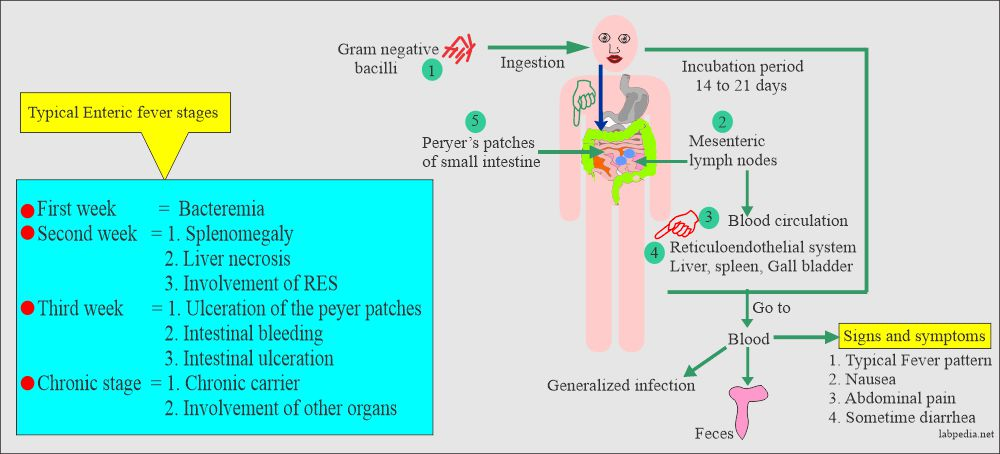 Gram negative
bacilli
1
Ingestion
Incubation period
14 to 21 days
Typical Enteric fever stages
First week = Bacteremia
Second week = 1. Splenomegaly
2. Liver necrosis
3. Involvement of RES
Third week = 1. Ulceration of the peyer patches
2. Intestinal bleeding
3. Intestinal ulceration
Chronic stage = 1. Chronic carrier
2. Involvement of other organs
5
Peryer's patches
of small intestine
2
Mesenteric
lymph nodes
3 Blood circulation
4 Reticuloendothelial system
Liver, spleen, Gall bladder
Go to
Blood
Signs and symptoms
1. Typical Fever pattern
2. Nausea
3. Abdominal pain
4. Sometime diarrhea
Generalized infection
Feces
labpedia.net